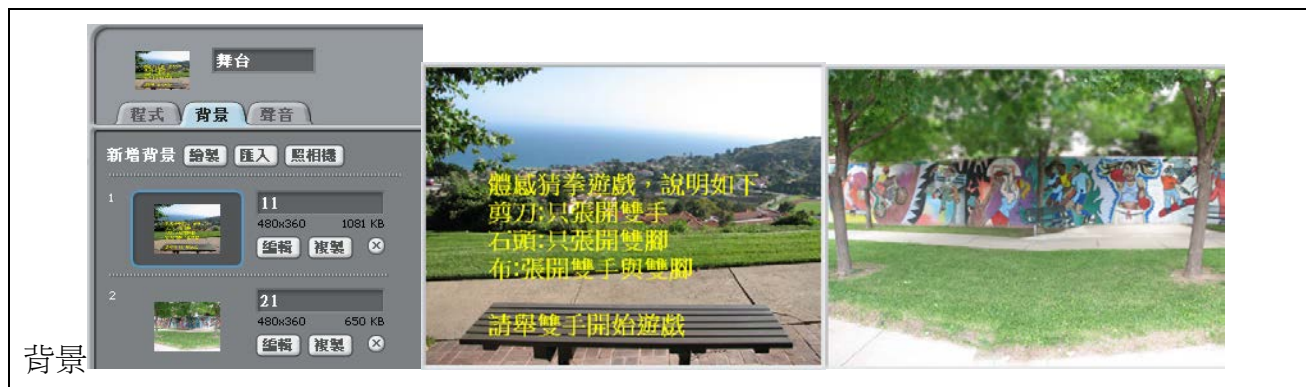 舞台
程式 背景 聲音
新增背景 繪製 匯入 照相機
1
11
480x360 1081 KB
編輯 複製
2
21
480x360 650 KB
編輯 複製
體感猜拳遊戲，說明如下
剪刀:只張開雙手
石頭:只張開雙腳
布:張開雙手與雙腳
請舉雙手開始遊戲
背景